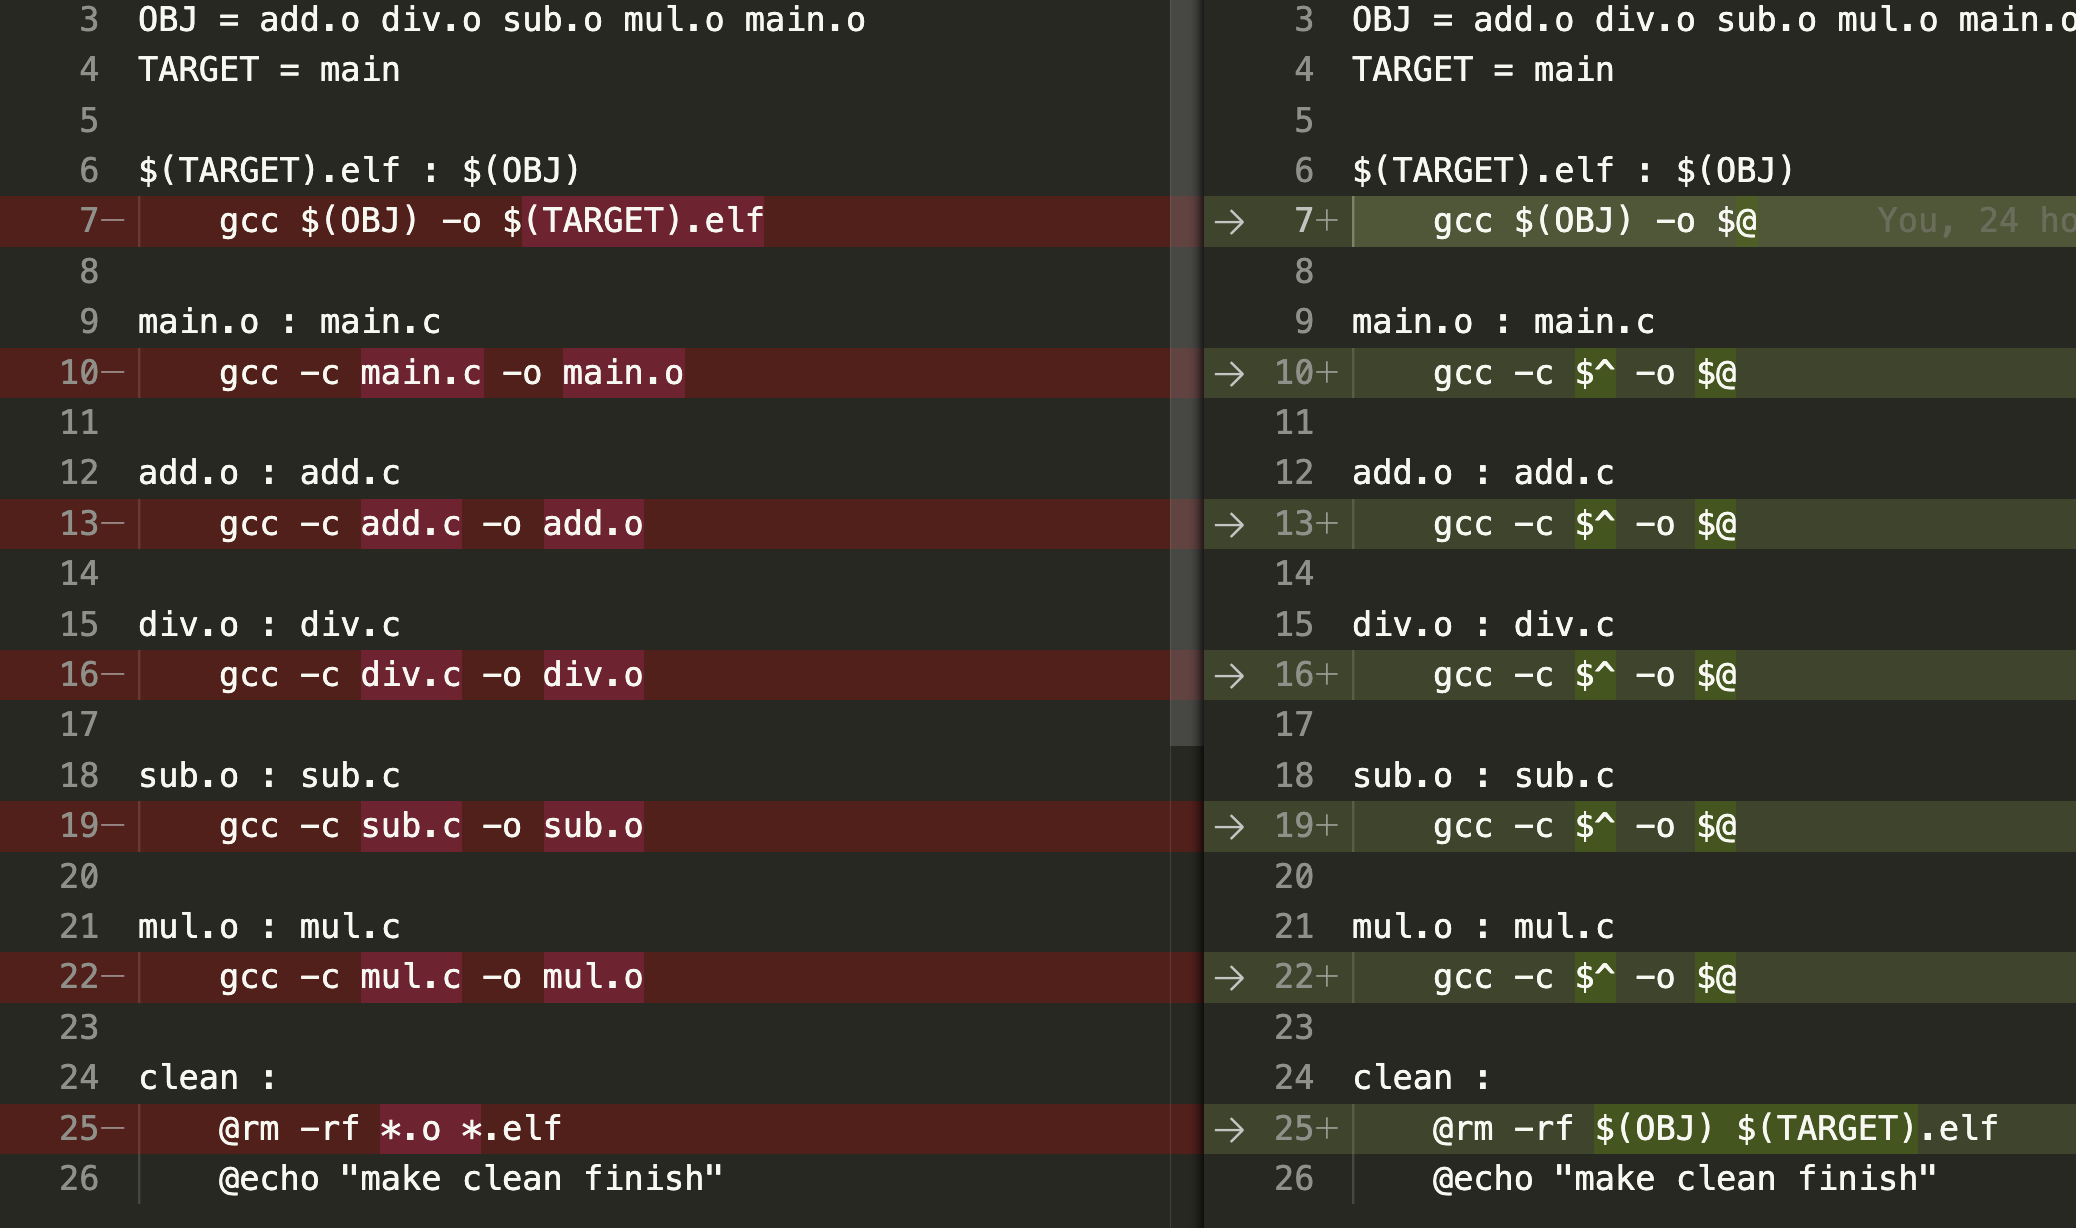 3 OBJ = add.o div.o sub.o mul.o main.o
4 TARGET = main
5
6 $(TARGET).elf : $(OBJ)
7— gcc $(OBJ) -o $(TARGET).elf
8
9 main.o : main.c
10— gcc -c main.c -o main.o
11
12 add.o : add.c
13— gcc -c add.c -o add.o
14
15 div.o : div.c
16— gcc -c div.c -o div.o
17
18 sub.o : sub.c
19— gcc -c sub.c -o sub.o
20
21 mul.o : mul.c
22— gcc -c mul.c -o mul.o
23
24 clean :
25— @rm -rf *.o *.elf
26 @echo "make clean finish"
3 OBJ = add.o div.o sub.o mul.o main.o
4 TARGET = main
5
6 $(TARGET).elf : $(OBJ)
→ 7+ gcc $(OBJ) -o $@ You, 24 ho
8
9 main.o : main.c
→ 10+ gcc -c $^ -o $@
11
12 add.o : add.c
→ 13+ gcc -c $^ -o $@
14
15 div.o : div.c
→ 16+ gcc -c $^ -o $@
17
18 sub.o : sub.c
→ 19+ gcc -c $^ -o $@
20
21 mul.o : mul.c
→ 22+ gcc -c $^ -o $@
23
24 clean :
→ 25+ @rm -rf $(OBJ) $(TARGET).elf
26 @echo "make clean finish"